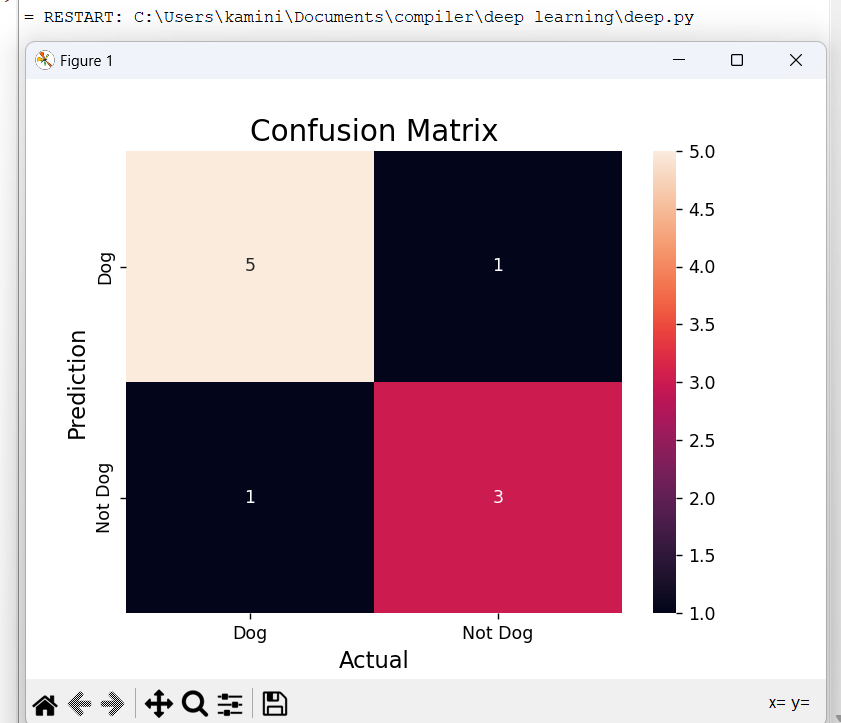 = RESTART: C:\Users\kamini\Documents\compiler\deep learning\deep.py
Figure 1
Confusion Matrix
5.0
4.5
4.0
3.5
3.0
2.5
2.0
1.5
1.0
Prediction
Dog
5
1
Not Dog
1
3
Dog
Not Dog
Actual
x= y=